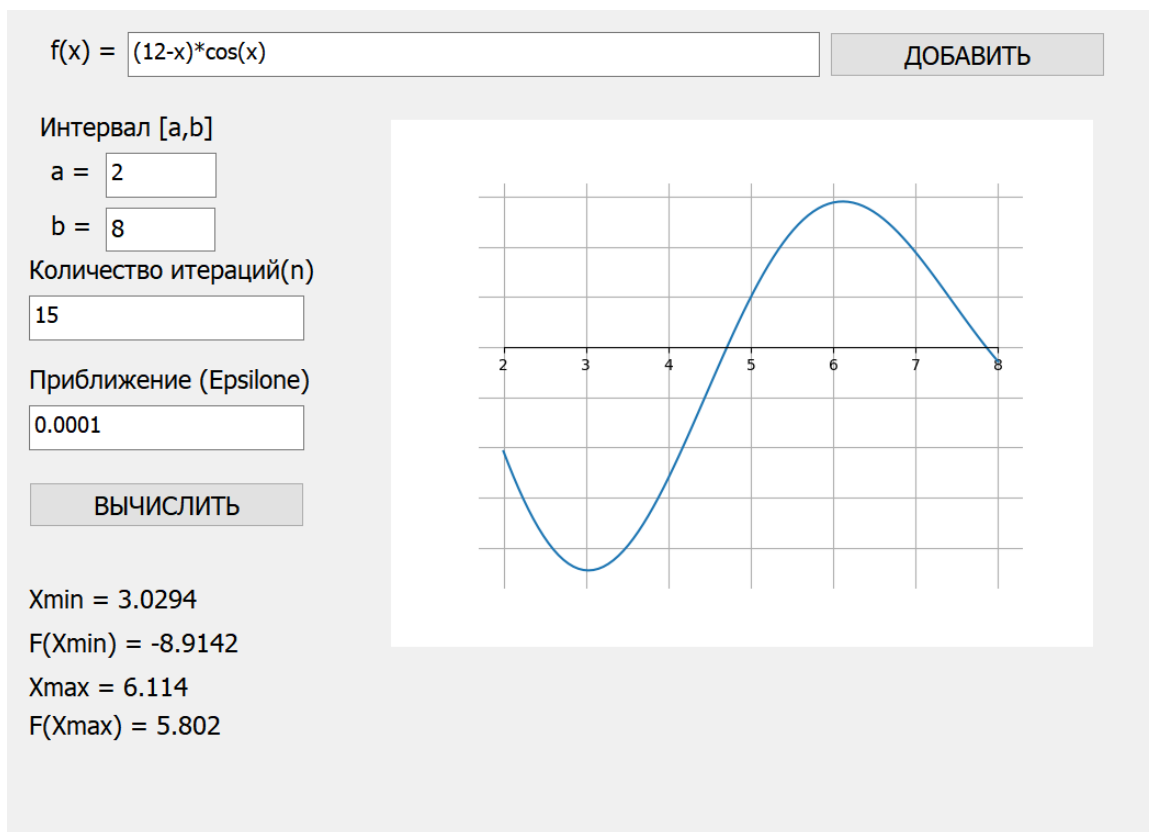 f(x) = (12-x)*cos(x) ДОБАВИТЬ
Интервал [a,b]
a = 2
b = 8
Количество итераций(n)
15
Приближение (Epsilone)
0.0001
ВЫЧИСЛИТЬ
2 3 4 5 6 7 8
Xmin = 3.0294
F(Xmin) = -8.9142
Xmax = 6.114
F(Xmax) = 5.802